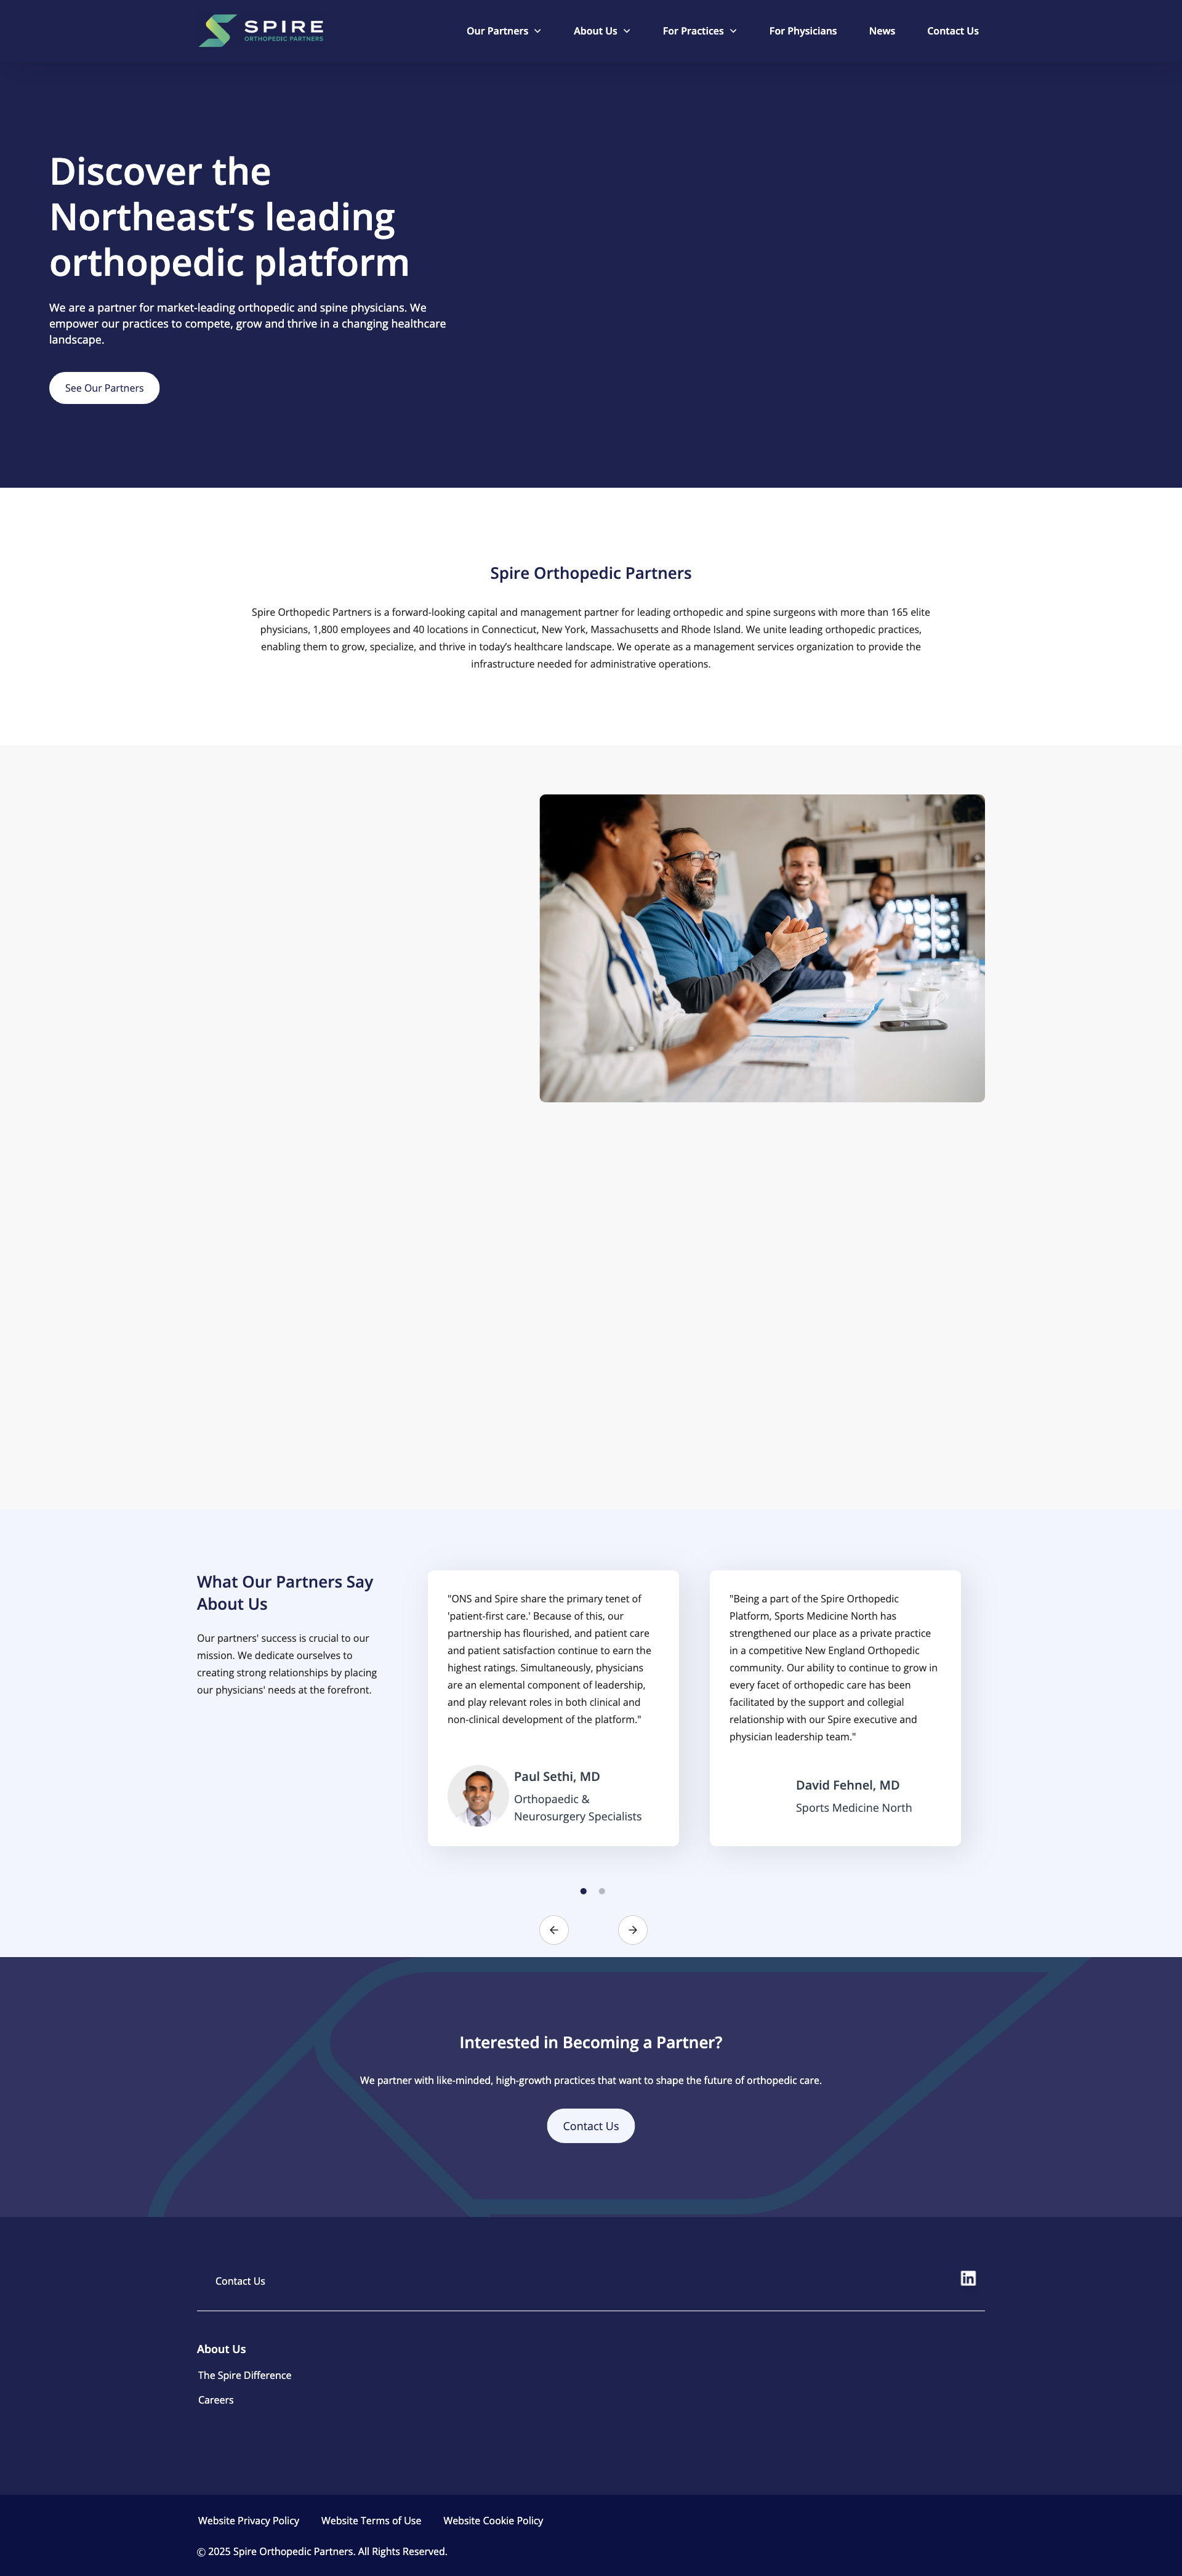 SPIRE
ORTHOPEDIC PARTNERS
Our Partners
About Us
For Practices
For Physicians
News
Contact Us
Discover the
Northeast’s leading
orthopedic platform
We are a partner for market-leading orthopedic and spine physicians. We
empower our practices to compete, grow and thrive in a changing healthcare
landscape.
See Our Partners
Spire Orthopedic Partners
Spire Orthopedic Partners is a forward-looking capital and management partner for leading orthopedic and spine surgeons with more than 165 elite
physicians, 1,800 employees and 40 locations in Connecticut, New York, Massachusetts and Rhode Island. We unite leading orthopedic practices,
enabling them to grow, specialize, and thrive in today’s healthcare landscape. We operate as a management services organization to provide the
infrastructure needed for administrative operations.
What Our Partners Say
About Us
Our partners' success is crucial to our
mission. We dedicate ourselves to
creating strong relationships by placing
our physicians' needs at the forefront.
"ONS and Spire share the primary tenet of
'patient-first care.' Because of this, our
partnership has flourished, and patient care
and patient satisfaction continue to earn the
highest ratings. Simultaneously, physicians
are an elemental component of leadership,
and play relevant roles in both clinical and
non-clinical development of the platform."
Paul Sethi, MD
Orthopaedic &
Neurosurgery Specialists
"Being a part of the Spire Orthopedic
Platform, Sports Medicine North has
strengthened our place as a private practice
in a competitive New England Orthopedic
community. Our ability to continue to grow in
every facet of orthopedic care has been
facilitated by the support and collegial
relationship with our Spire executive and
physician leadership team."
David Fehnel, MD
Sports Medicine North
Interested in Becoming a Partner?
We partner with like-minded, high-growth practices that want to shape the future of orthopedic care.
Contact Us
Contact Us
in
About Us
The Spire Difference
Careers
Website Privacy Policy
Website Terms of Use
Website Cookie Policy
© 2025 Spire Orthopedic Partners. All Rights Reserved.